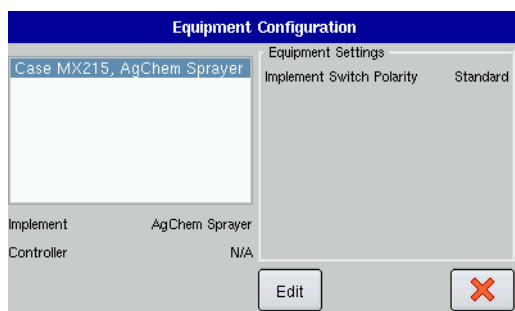 Equipment Configuration
Case MX215, AgChem Sprayer
Implement AgChem Sprayer
Controller N/A
Equipment Settings
Implement Switch Polarity Standard
Edit